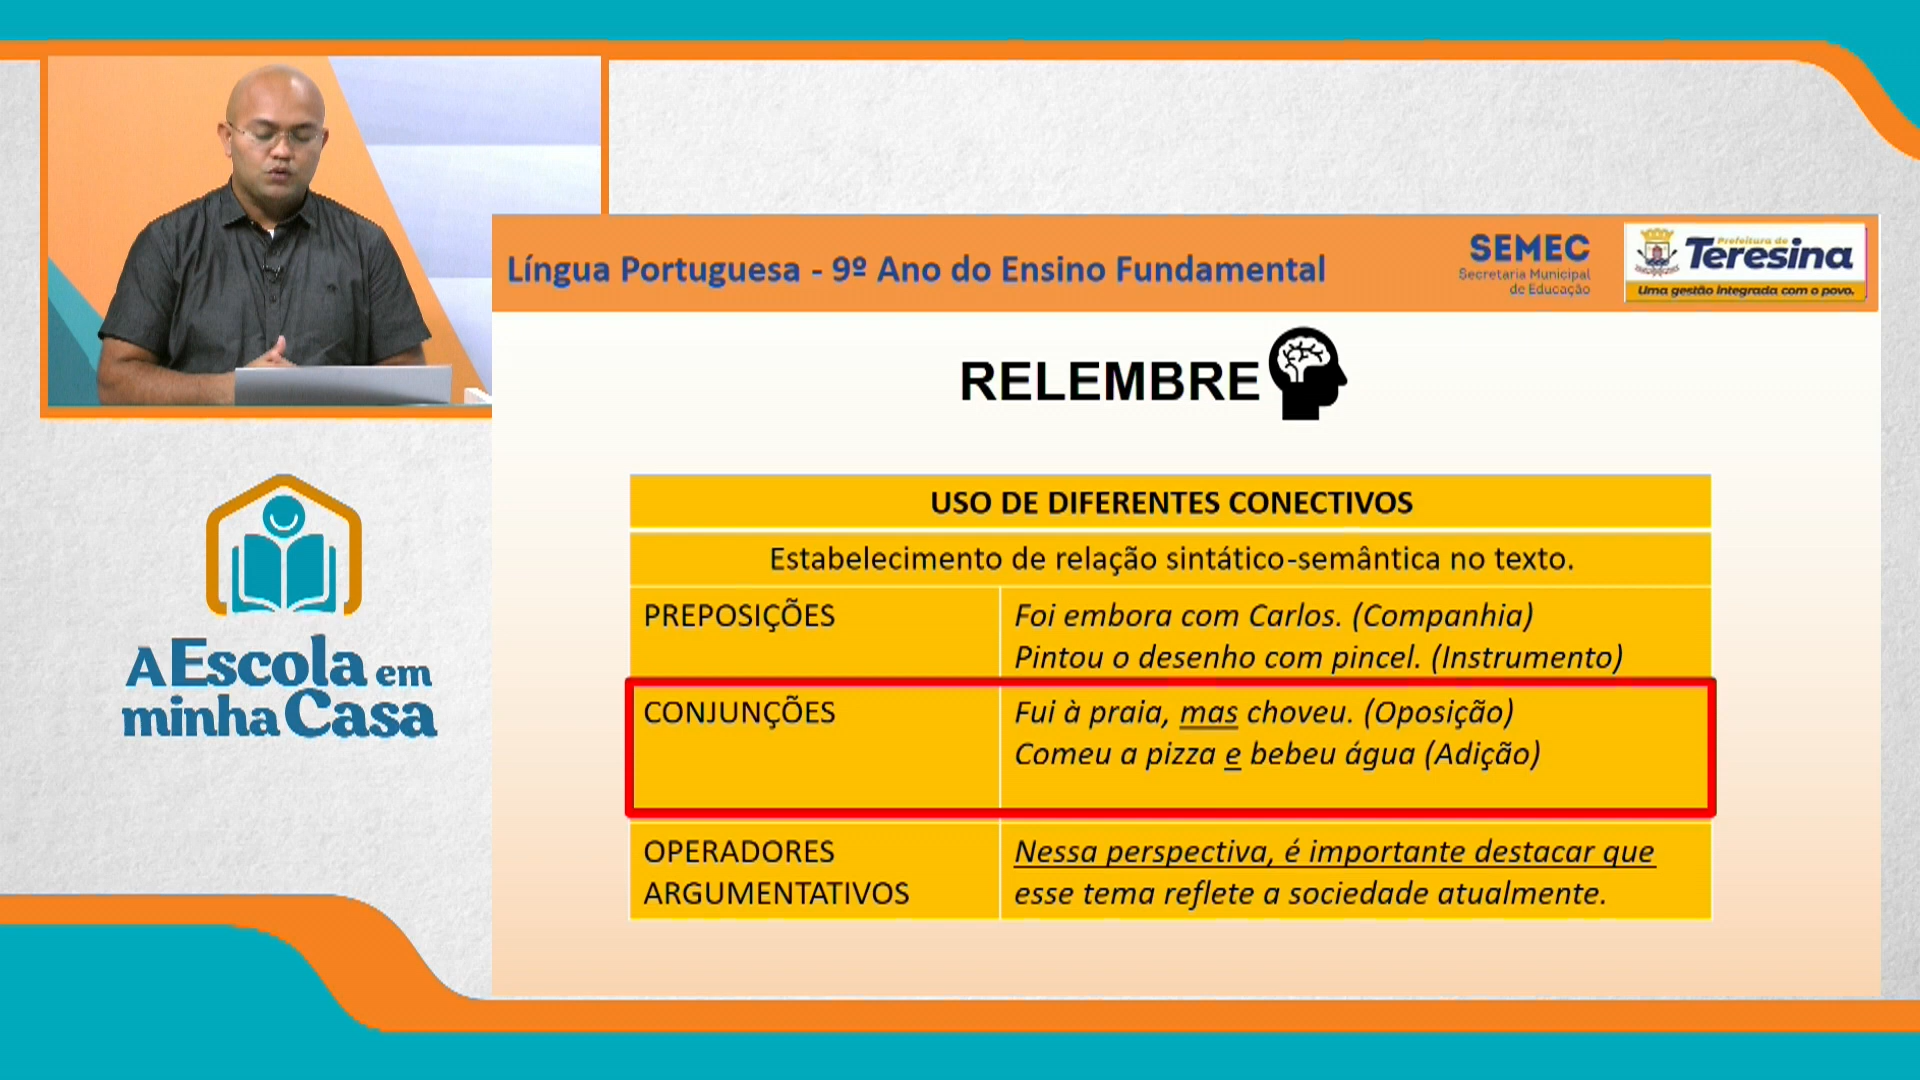 Língua Portuguesa - 9º Ano do Ensino Fundamental
SEMEC
Secretaria Municipal
de Educação
Prefeitura de
Teresina
Uma gestão integrada com o povo.
RELEMBRE
USO DE DIFERENTES CONECTIVOS
Estabelecimento de relação sintático-semântica no texto.
PREPOSIÇÕES
Foi embora com Carlos. (Companhia)
Pintou o desenho com pincel. (Instrumento)
CONJUNÇÕES
Fui à praia, mas choveu. (Oposição)
Comeu a pizza e bebeu água (Adição)
OPERADORES
ARGUMENTATIVOS
Nessa perspectiva, é importante destacar que
esse tema reflete a sociedade atualmente.
A Escola em
minha Casa